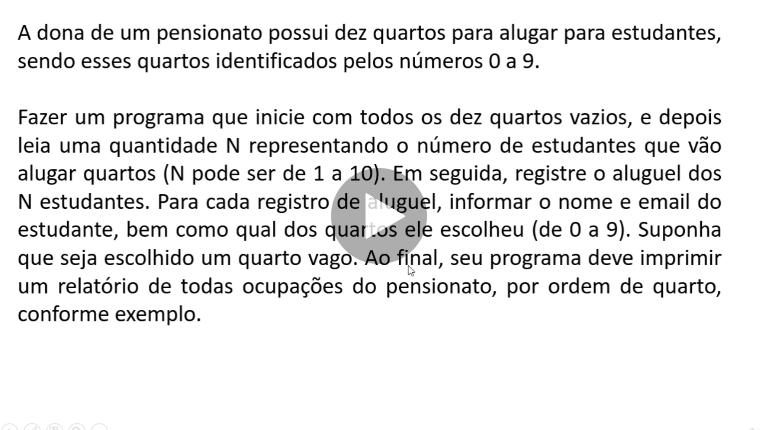 A dona de um pensionato possui dez quartos para alugar para estudantes,
sendo esses quartos identificados pelos números 0 a 9.
Fazer um programa que inicie com todos os dez quartos vazios, e depois
leia uma quantidade N representando o número de estudantes que vão
alugar quartos (N pode ser de 1 a 10). Em seguida, registre o aluguel dos
N estudantes. Para cada registro de aluguel, informar o nome e email do
estudante, bem como qual dos quartos ele escolheu (de 0 a 9). Suponha
que seja escolhido um quarto vago. Ao final, seu programa deve imprimir
um relatório de todas ocupações do pensionato, por ordem de quarto,
conforme exemplo.